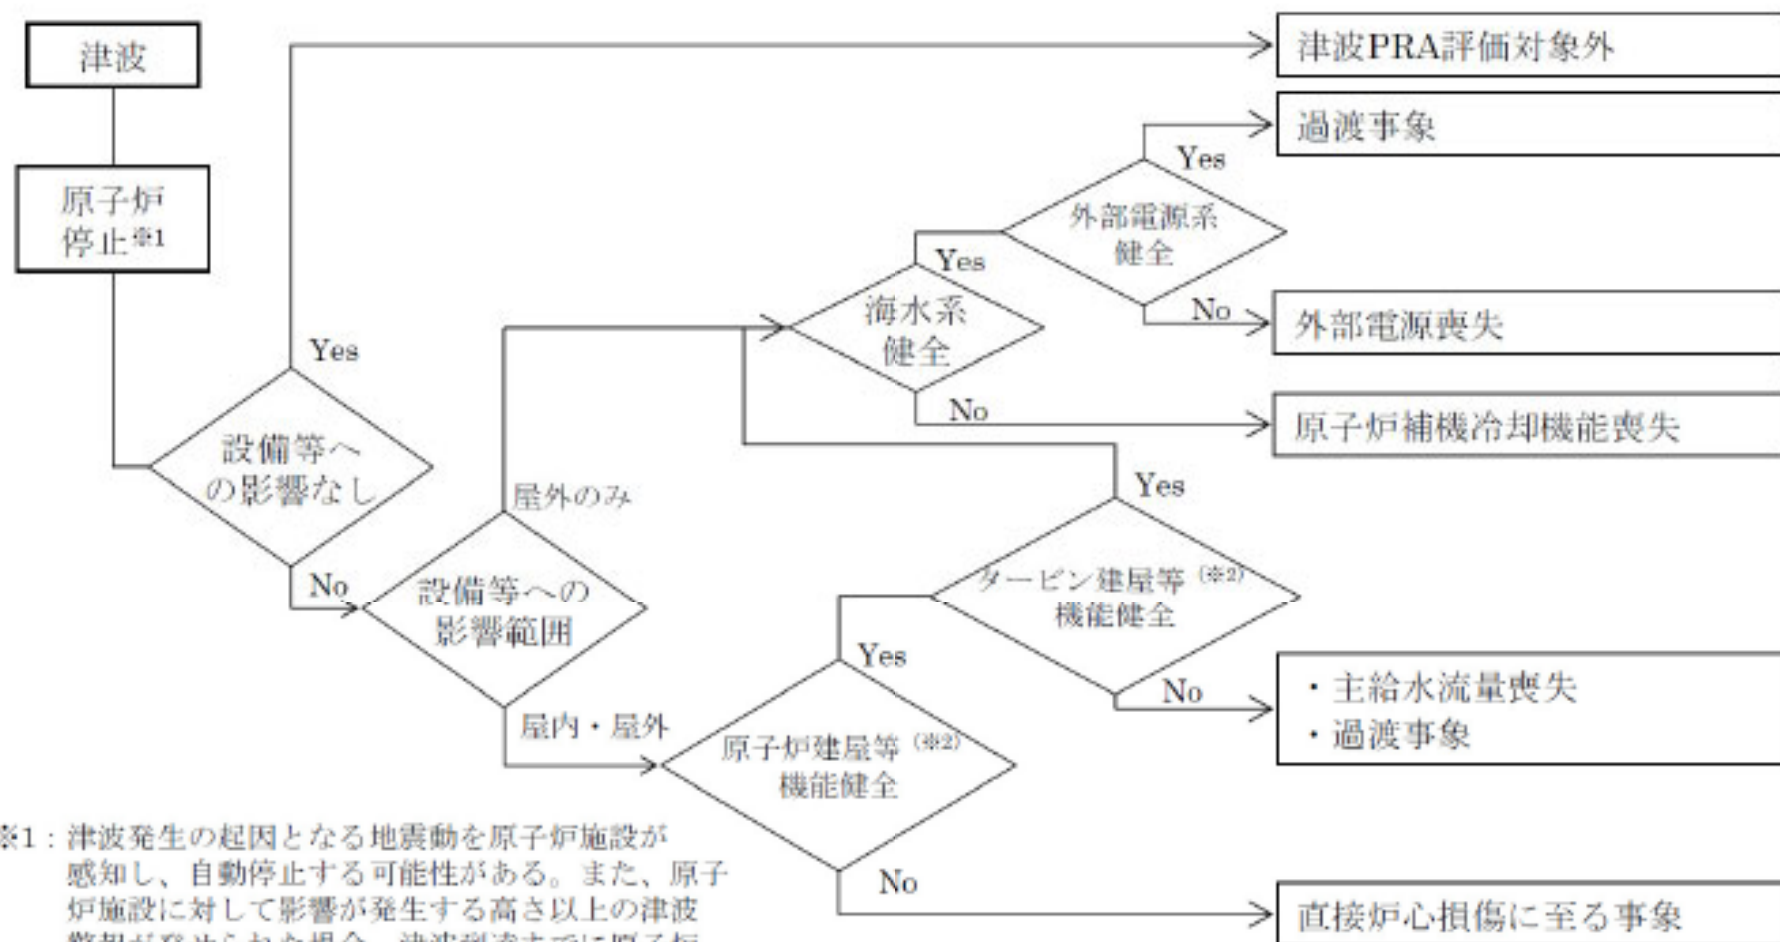 津波
原子炉
停止※1
Yes
設備等へ
の影響なし
No
設備等への
影響範囲
屋外のみ
屋内・屋外
海水系
健全
Yes
No
外部電源系
健全
Yes
No
タービン建屋等(※2)
機能健全
Yes
No
原子炉建屋等(※2)
機能健全
Yes
No
津波PRA評価対象外
過渡事象
外部電源喪失
原子炉補機冷却機能喪失
・主給水流量喪失
・過渡事象
直接炉心損傷に至る事象
※1:津波発生の起因となる地震動を原子炉施設が
感知し、自動停止する可能性がある。また、原子
炉施設に対して影響が発生する高さ以上の津波